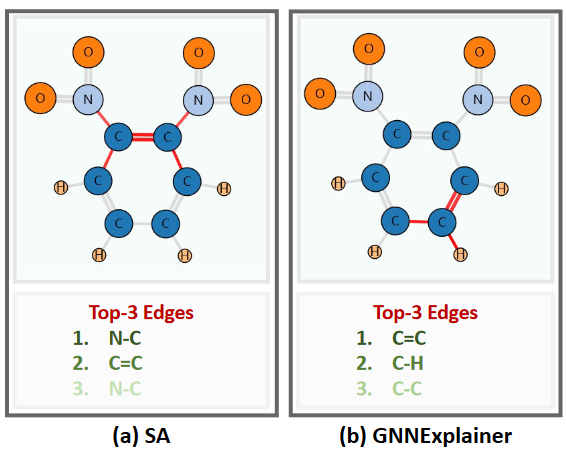 O O
O N N O
C C
H C C H
C C
H H
Top-3 Edges
1. N-C
2. C=C
3. N-C
(a) SA
O O
O N N O
C C
H C C H
C C
H H
Top-3 Edges
1. C=C
2. C-H
3. C-C
(b) GNNExplainer